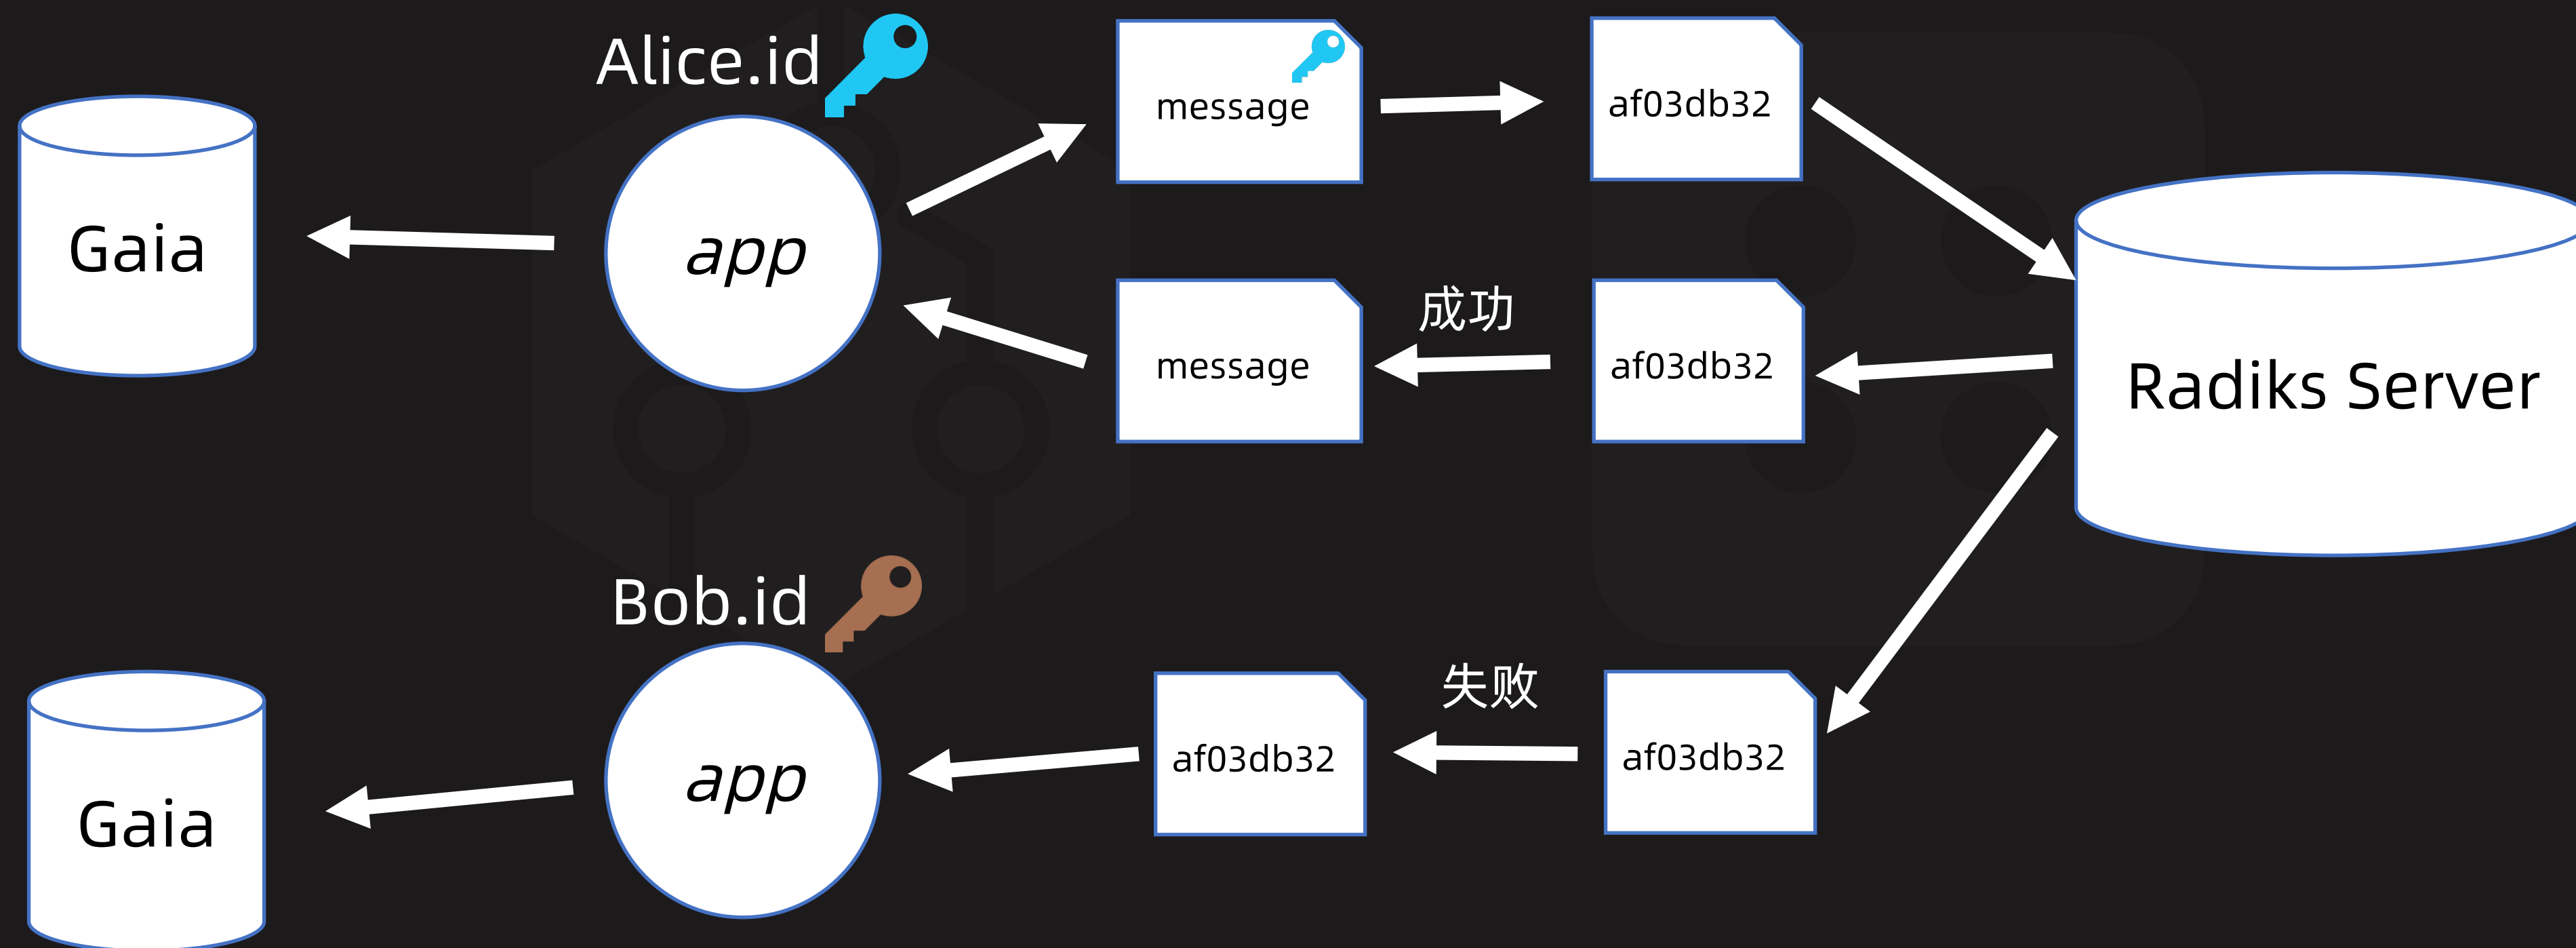 Alice.id
message
af03db32
Gaia
app
成功
message
af03db32
Radiks Server
Bob.id
失败
Gaia
app
af03db32
af03db32